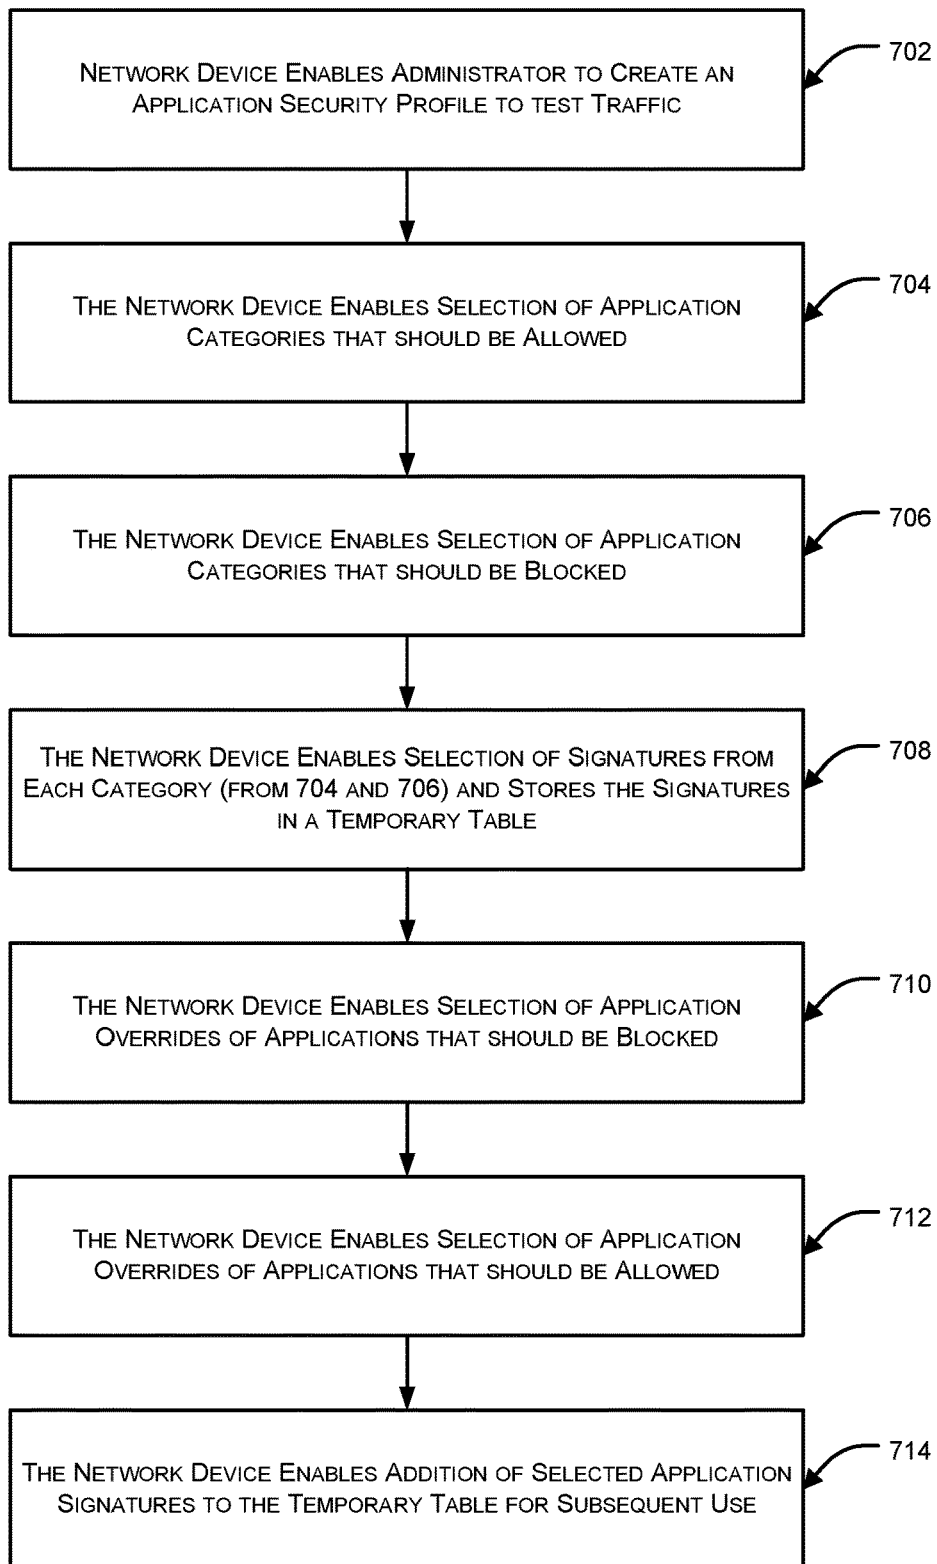 NETWORK DEVICE ENABLES ADMINISTRATOR TO CREATE AN
APPLICATION SECURITY PROFILE TO TEST TRAFFIC
702
THE NETWORK DEVICE ENABLES SELECTION OF APPLICATION
CATEGORIES THAT SHOULD BE ALLOWED
704
THE NETWORK DEVICE ENABLES SELECTION OF APPLICATION
CATEGORIES THAT SHOULD BE BLOCKED
706
THE NETWORK DEVICE ENABLES SELECTION OF SIGNATURES FROM
EACH CATEGORY (FROM 704 AND 706) AND STORES THE SIGNATURES
IN A TEMPORARY TABLE
708
THE NETWORK DEVICE ENABLES SELECTION OF APPLICATION
OVERRIDES OF APPLICATIONS THAT SHOULD BE BLOCKED
710
THE NETWORK DEVICE ENABLES SELECTION OF APPLICATION
OVERRIDES OF APPLICATIONS THAT SHOULD BE ALLOWED
712
THE NETWORK DEVICE ENABLES ADDITION OF SELECTED APPLICATION
SIGNATURES TO THE TEMPORARY TABLE FOR SUBSEQUENT USE
714